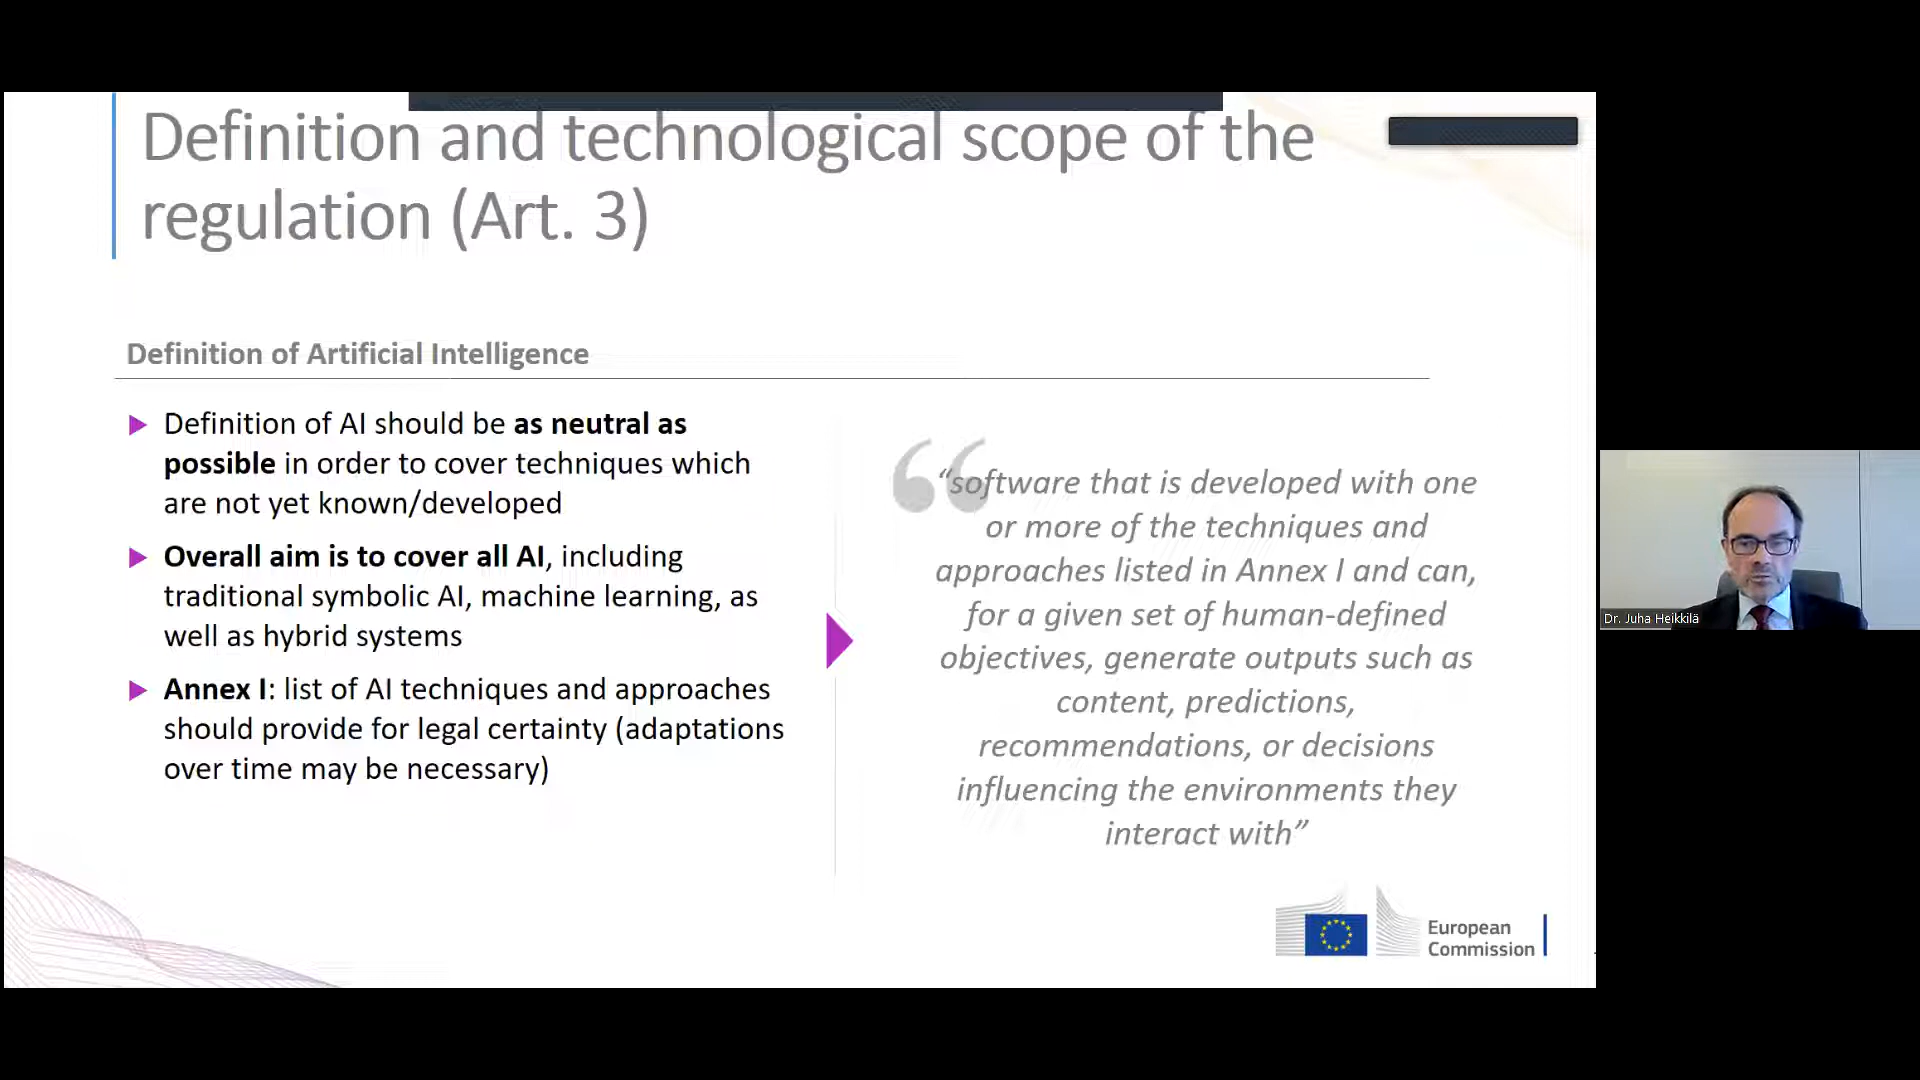 Definition and technological scope of the
regulation (Art. 3)
Definition of Artificial Intelligence
Definition of AI should be as neutral as
possible in order to cover techniques which
are not yet known/developed
Overall aim is to cover all AI, including
traditional symbolic AI, machine learning, as
well as hybrid systems
Annex I: list of AI techniques and approaches
should provide for legal certainty (adaptations
over time may be necessary)
“software that is developed with one
or more of the techniques and
approaches listed in Annex I and can,
for a given set of human-defined
objectives, generate outputs such as
content, predictions,
recommendations, or decisions
influencing the environments they
interact with”
European
Commission
Dr. Juha Heikkilä